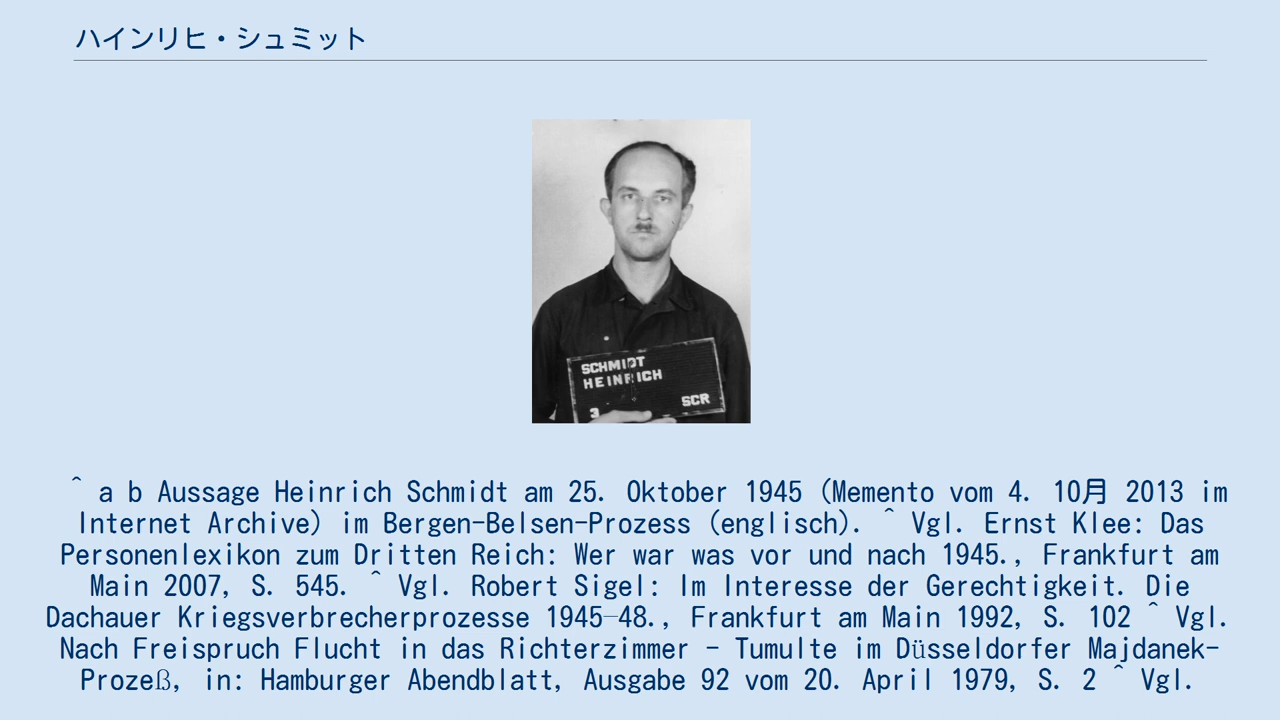 ハインリヒ・シュミット
SCHMIDT
HEINRICH
3 SCR
^ a b Aussage Heinrich Schmidt am 25. Oktober 1945 (Memento vom 4. 10月 2013 im
Internet Archive) im Bergen-Belsen-Prozess (englisch). ^ Vgl. Ernst Klee: Das
Personenlexikon zum Dritten Reich: Wer war was vor und nach 1945., Frankfurt am
Main 2007, S. 545. ^ Vgl. Robert Sigel: Im Interesse der Gerechtigkeit. Die
Dachauer Kriegsverbrecherprozesse 1945–48., Frankfurt am Main 1992, S. 102 ^ Vgl.
Nach Freispruch Flucht in das Richterzimmer - Tumulte im Düsseldorfer Majdanek-
Prozeß, in: Hamburger Abendblatt, Ausgabe 92 vom 20. April 1979, S. 2 ^ Vgl.